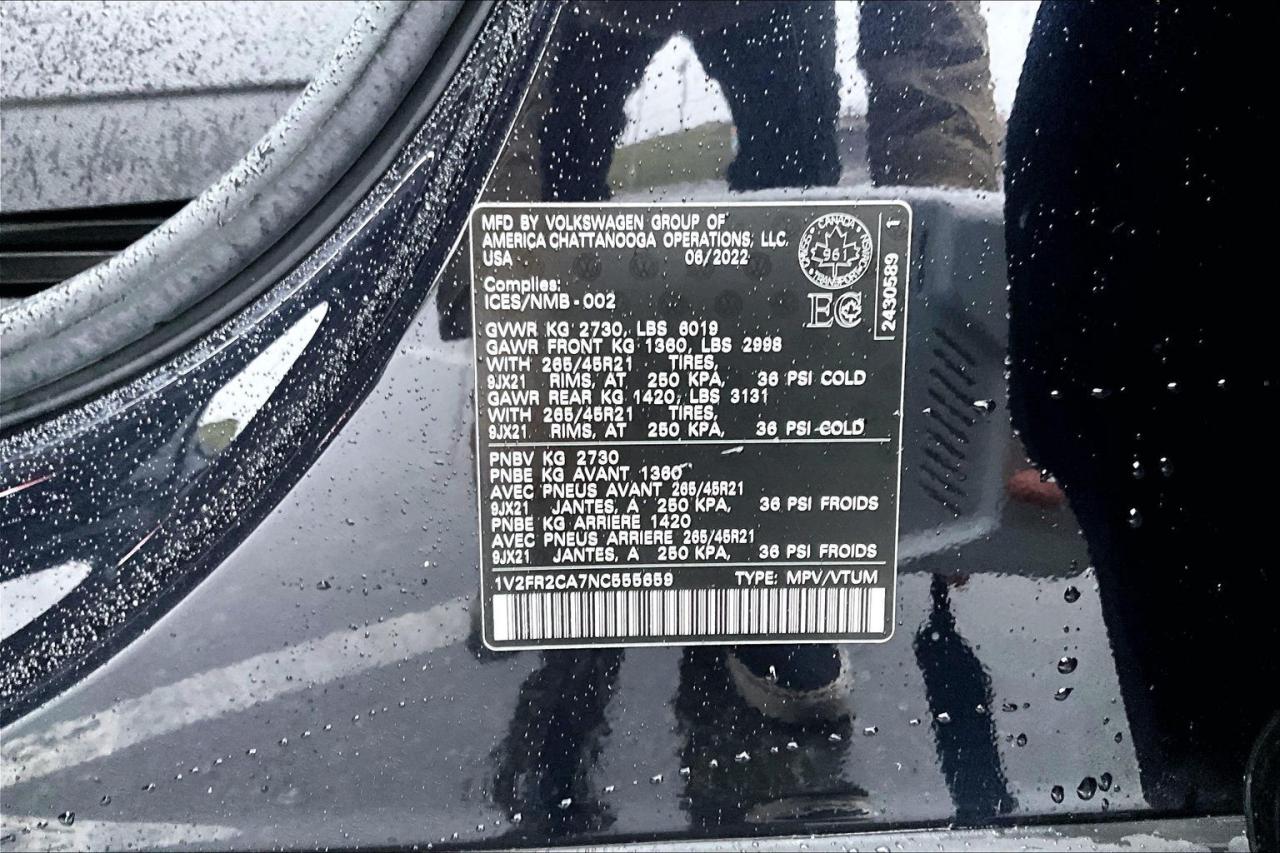 MFD BY VOLKSWAGEN GROUP OF
AMERICA CHATTANOOGA OPERATIONS, LLC.
USA 06/2022
CANADA
961
TRANSPORT
EC
2430589 1
Complies:
ICES/NMB-002
GVWR KG 2730, LBS 6019
GAWR FRONT KG 1360, LBS 2998
WITH 265/45R21 TIRES,
9JX21 RIMS, AT 250 KPA, 36 PSI COLD
GAWR REAR KG 1420, LBS 3131
WITH 265/45R21 TIRES,
9JX21 RIMS, AT 250 KPA, 36 PSI COLD
PNBV KG 2730
PNBE KG AVANT 1360
AVEC PNEUS AVANT 265/45R21
9JX21 JANTES, A 250 KPA, 36 PSI FROIDS
PNBE KG ARRIERE 1420
AVEC PNEUS ARRIERE 265/45R21
9JX21 JANTES, A 250 KPA, 36 PSI FROIDS
1V2FR2CA7NC555659 TYPE: MPV/VTUM